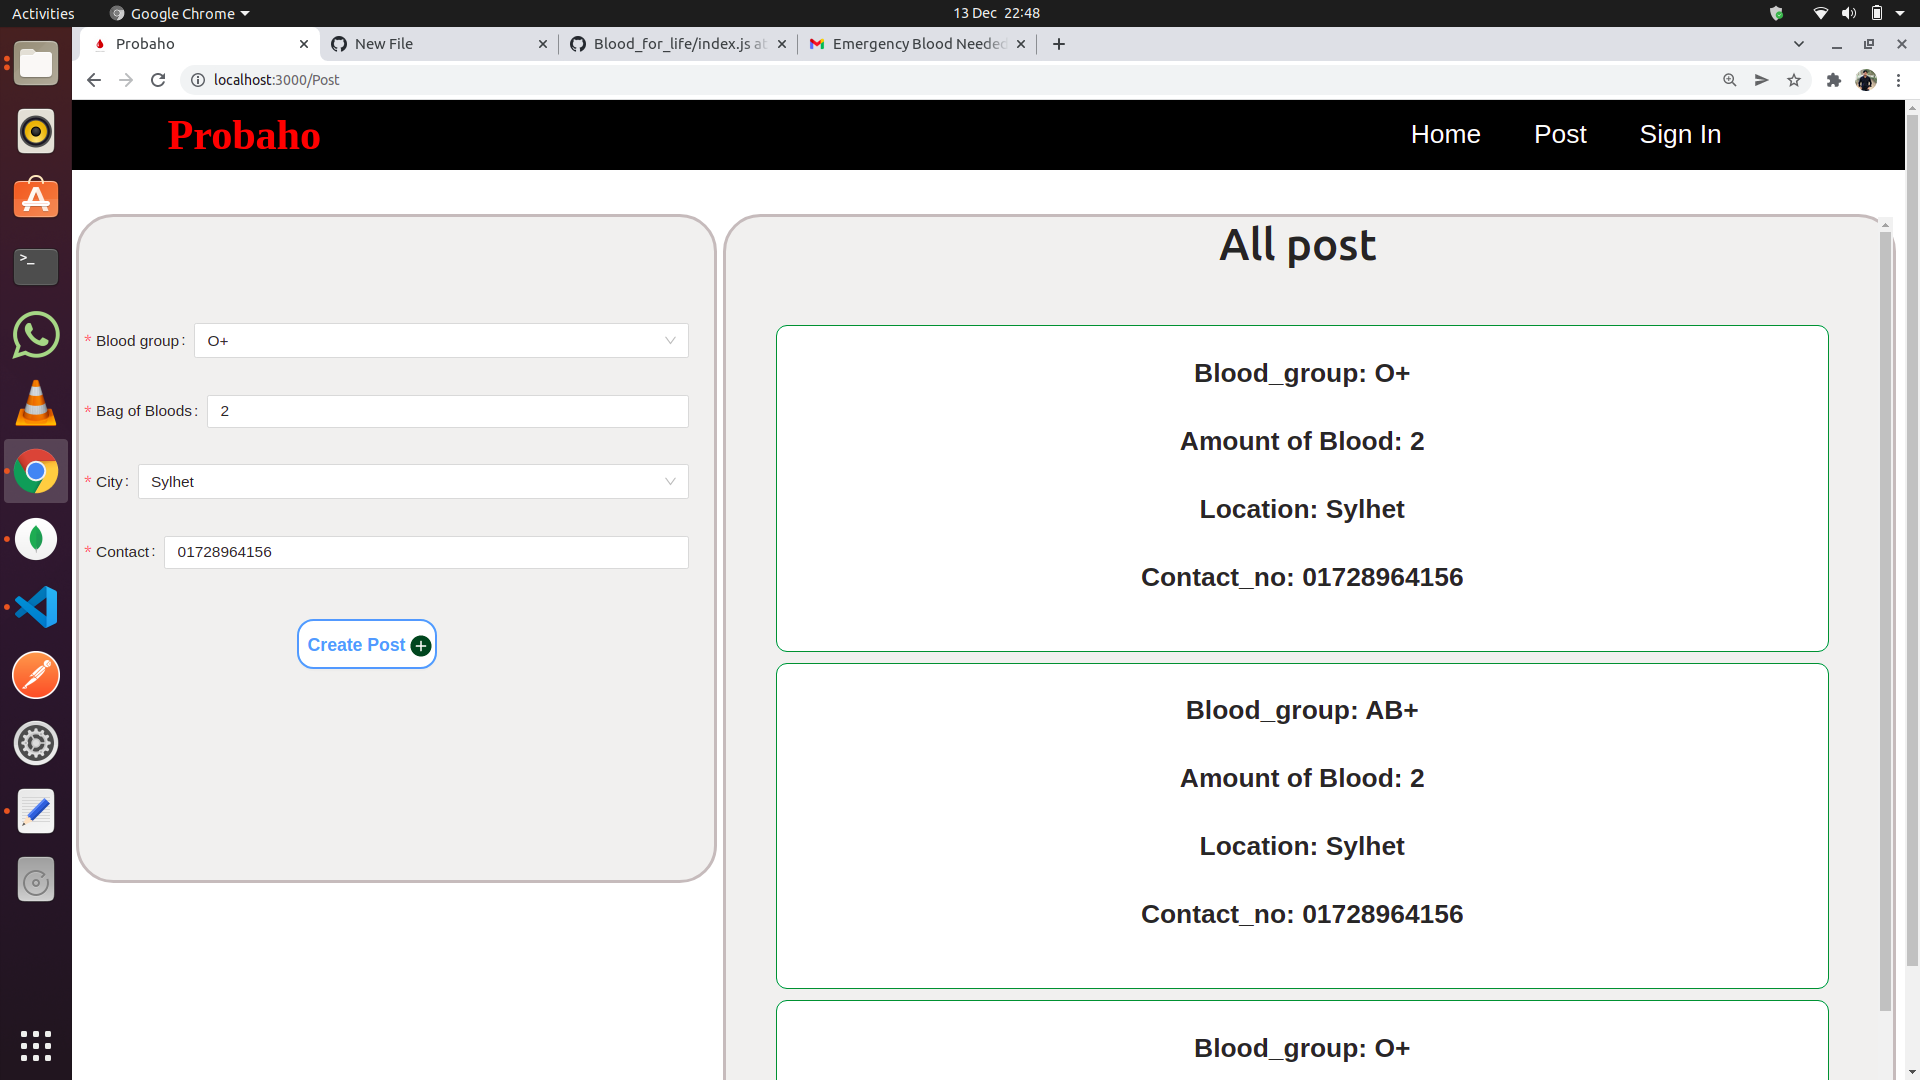 Activities
Google Chrome
13 Dec 22:48
Probaho
New File
Blood_for_life/index.js at
Emergency Blood Needed
localhost:3000/Post
Probaho
Home
Post
Sign In
* Blood group: O+
* Bag of Bloods: 2
* City: Sylhet
* Contact: 01728964156
Create Post
All post
Blood_group: O+
Amount of Blood: 2
Location: Sylhet
Contact_no: 01728964156
Blood_group: AB+
Amount of Blood: 2
Location: Sylhet
Contact_no: 01728964156
Blood_group: O+